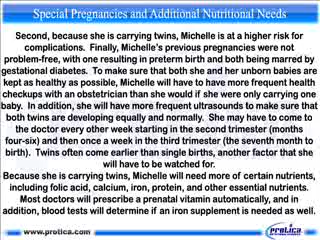 Special Pregnancies and Additional Nutritional Needs
Second, because she is carrying twins, Michelle is at a higher risk for
complications.  Finally, Michelle's previous pregnancies were not
problem-free, with one resulting in preterm birth and both being marred by
gestational diabetes.  To make sure that both she and her unborn babies are
kept as healthy as possible, Michelle will have to have more frequent health
checkups with an obstetrician than she would if she were only carrying one
baby.  In addition, she will have more frequent ultrasounds to make sure that
both twins are developing equally and normally.  She may have to come to
the doctor every other week starting in the second trimester (months
four-six) and then once a week in the third trimester (the seventh month to
birth).  Twins often come earlier than single births, another factor that she
will have to be watched for.
Because she is carrying twins, Michelle will need more of certain nutrients,
including folic acid, calcium, iron, protein, and other essential nutrients.
Most doctors will prescribe a prenatal vitamin automatically, and in
addition, blood tests will determine if an iron supplement is needed as well.
www.protica.com
protica